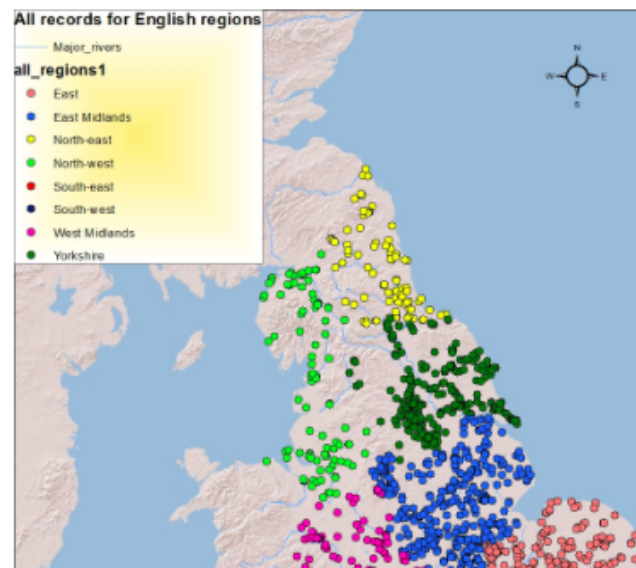 All records for English regions
Major_rivers
all_regions1
East
East Midlands
North-east
North-west
South-east
South-west
West Midlands
Yorkshire
N
W E
S